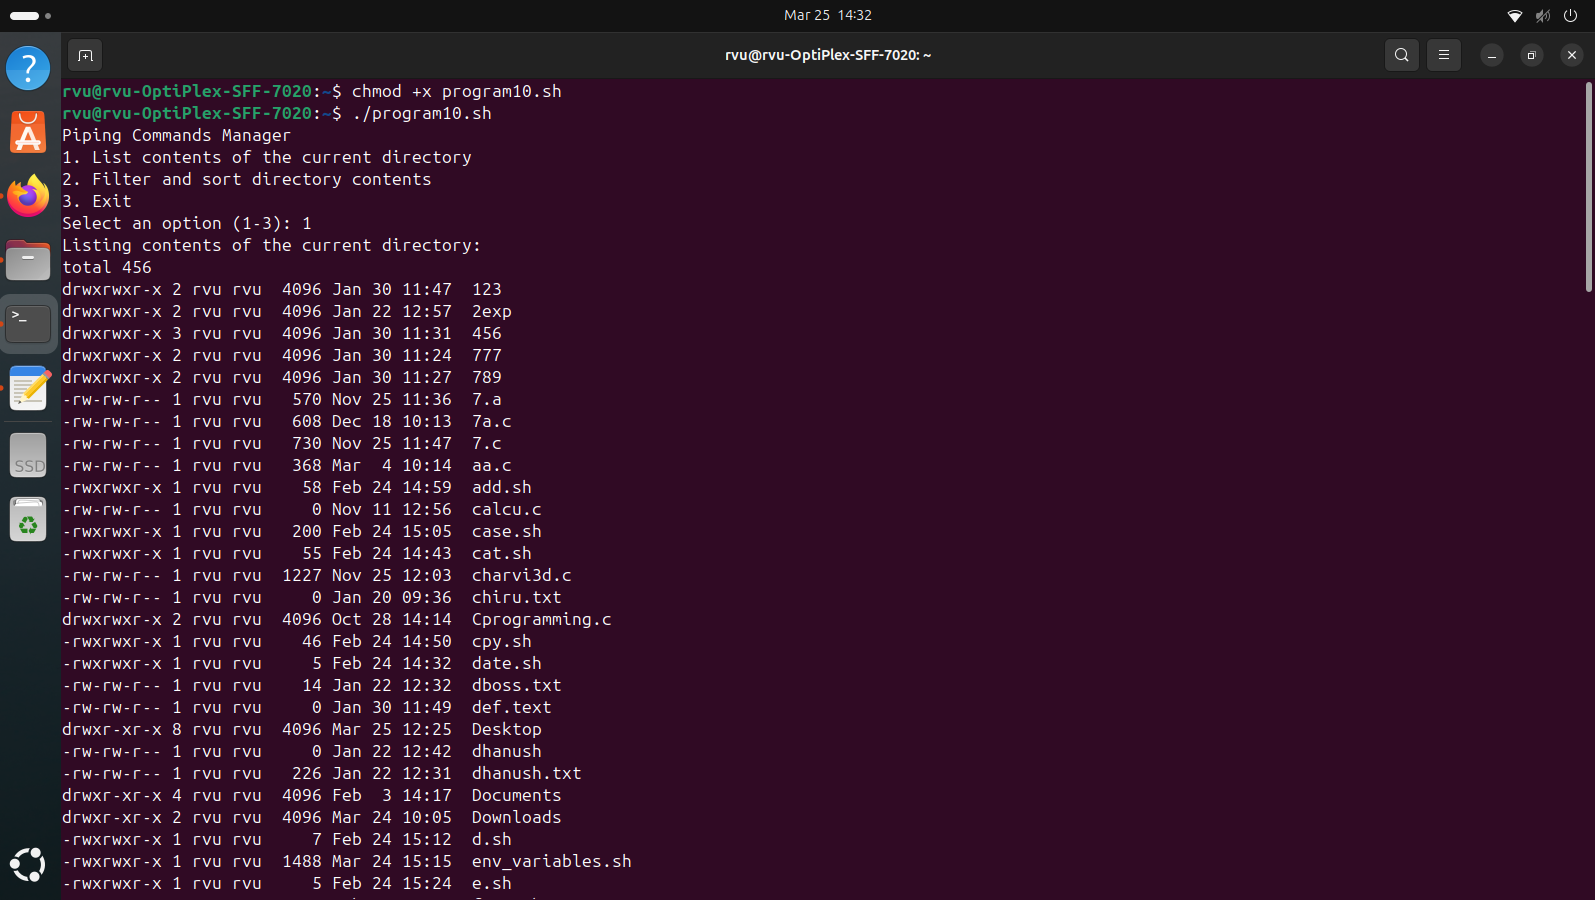 Mar 25 14:32
rvu@rvu-OptiPlex-SFF-7020: ~
rvu@rvu-OptiPlex-SFF-7020:~$ chmod +x program10.sh
rvu@rvu-OptiPlex-SFF-7020:~$ ./program10.sh
Piping Commands Manager
1. List contents of the current directory
2. Filter and sort directory contents
3. Exit
Select an option (1-3): 1
Listing contents of the current directory:
total 456
drwxrwxr-x 2 rvu rvu  4096 Jan 30 11:47  123
drwxrwxr-x 2 rvu rvu  4096 Jan 22 12:57  2exp
drwxrwxr-x 3 rvu rvu  4096 Jan 30 11:31  456
drwxrwxr-x 2 rvu rvu  4096 Jan 30 11:24  777
drwxrwxr-x 2 rvu rvu  4096 Jan 30 11:27  789
-rw-rw-r-- 1 rvu rvu   570 Nov 25 11:36  7.a
-rw-rw-r-- 1 rvu rvu   608 Dec 18 10:13  7a.c
-rw-rw-r-- 1 rvu rvu   730 Nov 25 11:47  7.c
-rw-rw-r-- 1 rvu rvu   368 Mar  4 10:14  aa.c
-rwxrwxr-x 1 rvu rvu    58 Feb 24 14:59  add.sh
-rw-rw-r-- 1 rvu rvu     0 Nov 11 12:56  calcu.c
-rwxrwxr-x 1 rvu rvu   200 Feb 24 15:05  case.sh
-rwxrwxr-x 1 rvu rvu    55 Feb 24 14:43  cat.sh
-rw-rw-r-- 1 rvu rvu  1227 Nov 25 12:03  charvi3d.c
-rw-rw-r-- 1 rvu rvu     0 Jan 20 09:36  chiru.txt
drwxrwxr-x 2 rvu rvu  4096 Oct 28 14:14  Cprogramming.c
-rwxrwxr-x 1 rvu rvu    46 Feb 24 14:50  cpy.sh
-rwxrwxr-x 1 rvu rvu     5 Feb 24 14:32  date.sh
-rw-rw-r-- 1 rvu rvu    14 Jan 22 12:32  dboss.txt
-rw-rw-r-- 1 rvu rvu     0 Jan 30 11:49  def.text
drwxr-xr-x 8 rvu rvu  4096 Mar 25 12:25  Desktop
-rw-rw-r-- 1 rvu rvu     0 Jan 22 12:42  dhanush
-rw-rw-r-- 1 rvu rvu   226 Jan 22 12:31  dhanush.txt
drwxr-xr-x 4 rvu rvu  4096 Feb  3 14:17  Documents
drwxr-xr-x 2 rvu rvu  4096 Mar 24 10:05  Downloads
-rwxrwxr-x 1 rvu rvu     7 Feb 24 15:12  d.sh
-rwxrwxr-x 1 rvu rvu  1488 Mar 24 15:15  env_variables.sh
-rwxrwxr-x 1 rvu rvu     5 Feb 24 15:24  e.sh
SSD